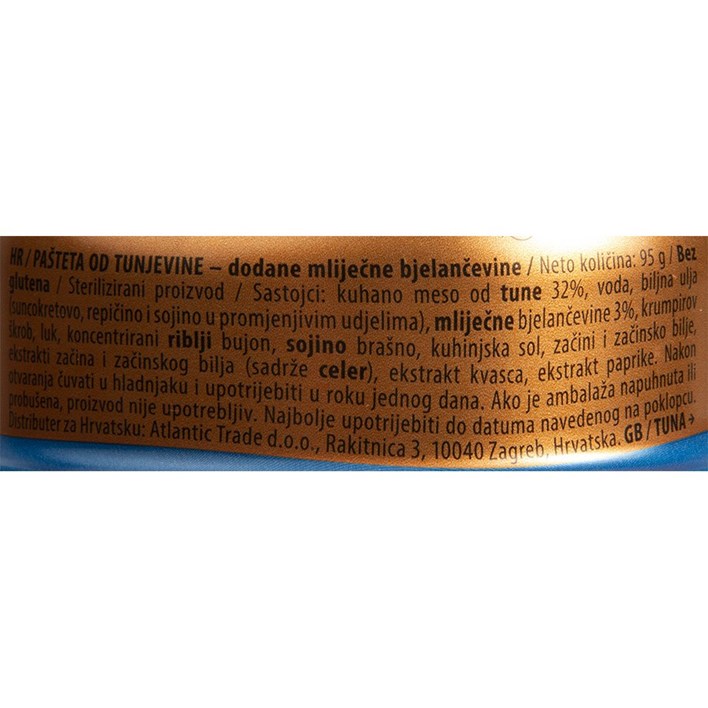 HR / PAŠTETA OD TUNJEVINE – dodane mliječne bjelančevine / Neto količina: 95 g / Bez
glutena / Sterilizirani proizvod / Sastojci: kuhano meso od tune 32%, voda, biljna ulja
(suncokretovo, repičino i sojino u promjenjivim udjelima), mliječne bjelančevine 3%, krumpirov
škrob, luk, koncentrirani riblji bujon, sojino brašno, kuhinjska sol, začini i začinsko bilje,
ekstrakti začina i začinskog bilja (sadrže celer), ekstrakt kvasca, ekstrakt paprike. Nakon
otvaranja čuvati u hladnjaku i upotrijebiti u roku jednog dana. Ako je ambalaža napuhnuta ili
probušena, proizvod nije upotrebljiv. Najbolje upotrijebiti do datuma navedenog na poklopcu.
Distributer za Hrvatsku: Atlantic Trade d.o.o., Rakitnica 3, 10040 Zagreb, Hrvatska. GB / TUNA→